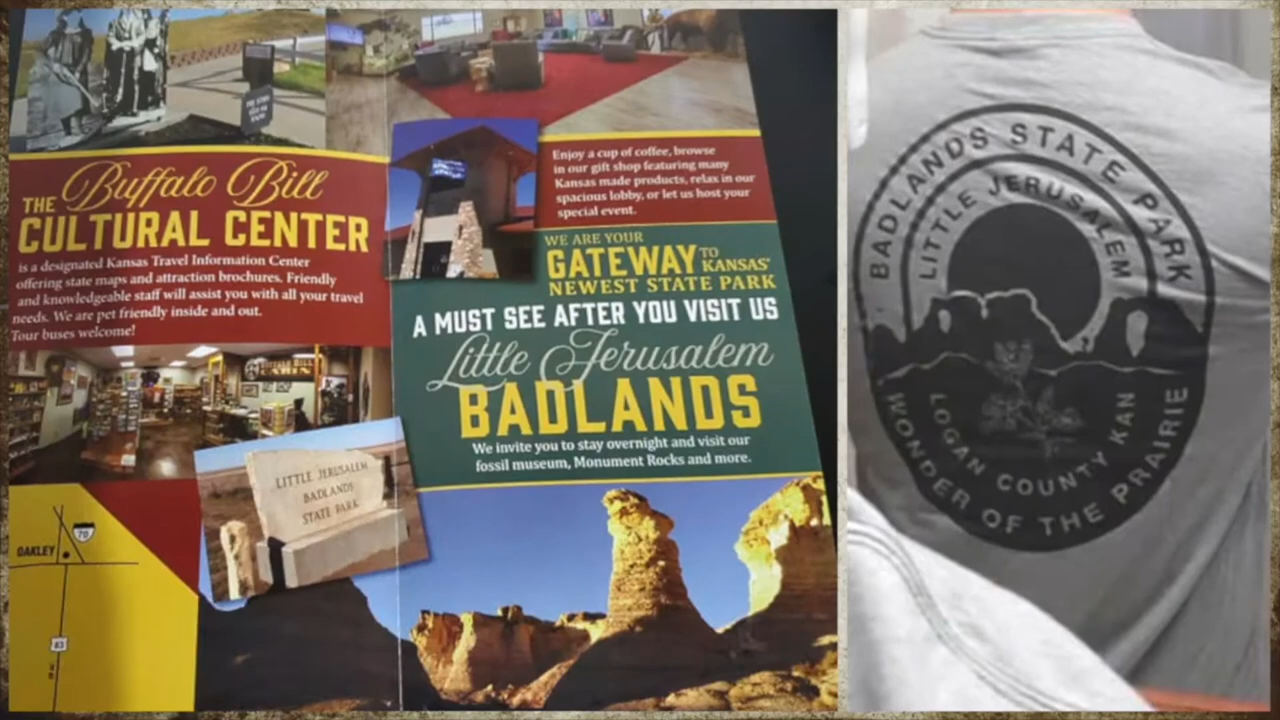 THE Buffalo Bill
CULTURAL CENTER
is a designated Kansas Travel Information Center
offering state maps and attraction brochures. Friendly
and knowledgeable staff will assist you with all your travel
needs. We are pet friendly inside and out.
Tour buses welcome!
BUFFALO BILL
Enjoy a cup of coffee, browse
in our gift shop featuring many
Kansas made products, relax in our
spacious lobby, or let us host your
special event.
WE ARE YOUR
GATEWAY TO KANSAS'
NEWEST STATE PARK
A MUST SEE AFTER YOU VISIT US
Little Jerusalem
BADLANDS
We invite you to stay overnight and visit our
fossil museum, Monument Rocks and more.
LITTLE JERUSALEM
BADLANDS
STATE PARK
OAKLEY
70
83
BADLANDS STATE PARK
LITTLE JERUSALEM
LOGAN COUNTY KAN
WONDER OF THE PRAIRIE